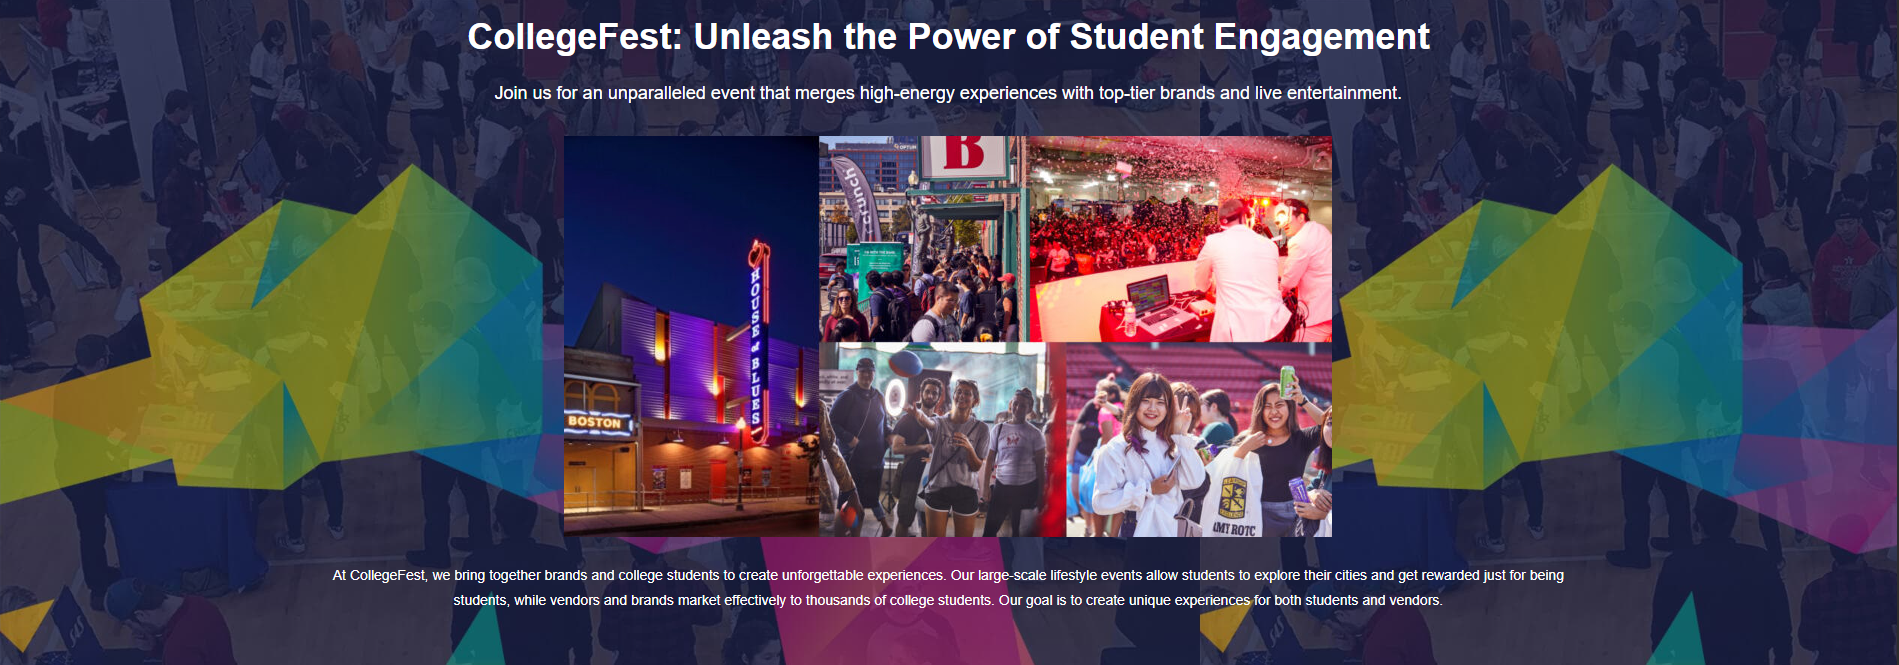 CollegeFest: Unleash the Power of Student Engagement
Join us for an unparalleled event that merges high-energy experiences with top-tier brands and live entertainment.
B
crunch
HOUSE of BLUES
BOSTON
ARMY ROTC
At CollegeFest, we bring together brands and college students to create unforgettable experiences. Our large-scale lifestyle events allow students to explore their cities and get rewarded just for being
students, while vendors and brands market effectively to thousands of college students. Our goal is to create unique experiences for both students and vendors.